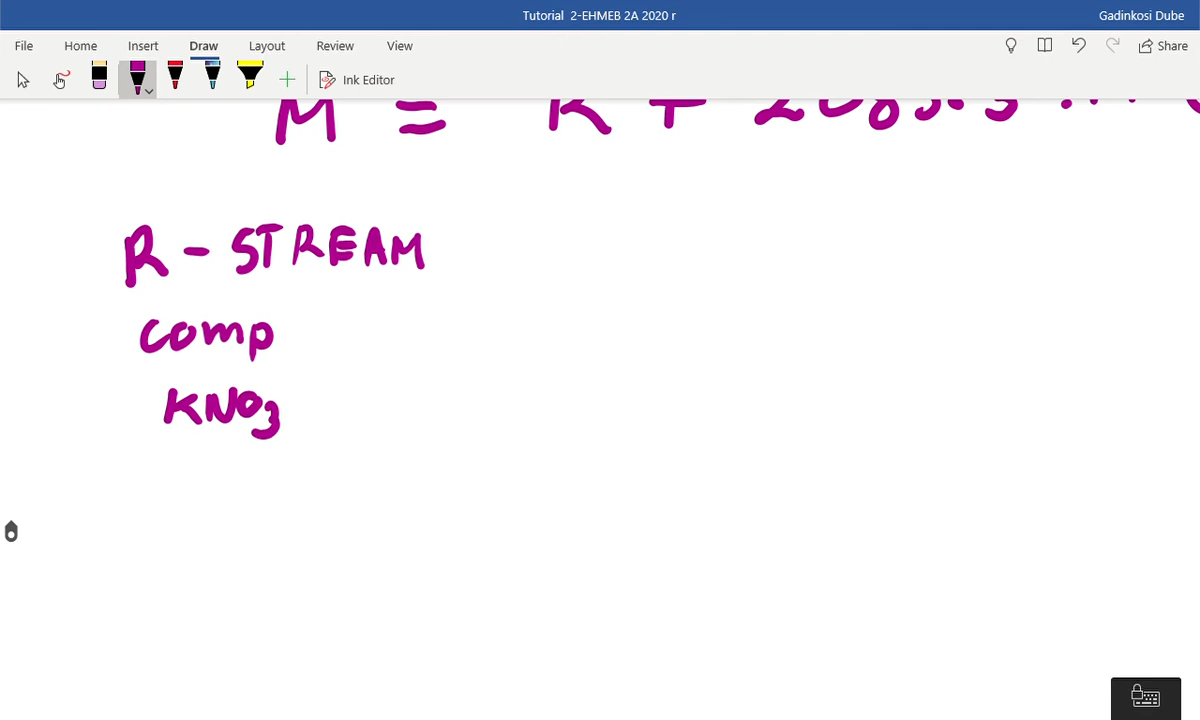 Tutorial 2-EHMEB 2A 2020 r
Gadinkosi Dube
File Home Insert Draw Layout Review View Share
Ink Editor
M = R +
R - STREAM
comp
KNO3